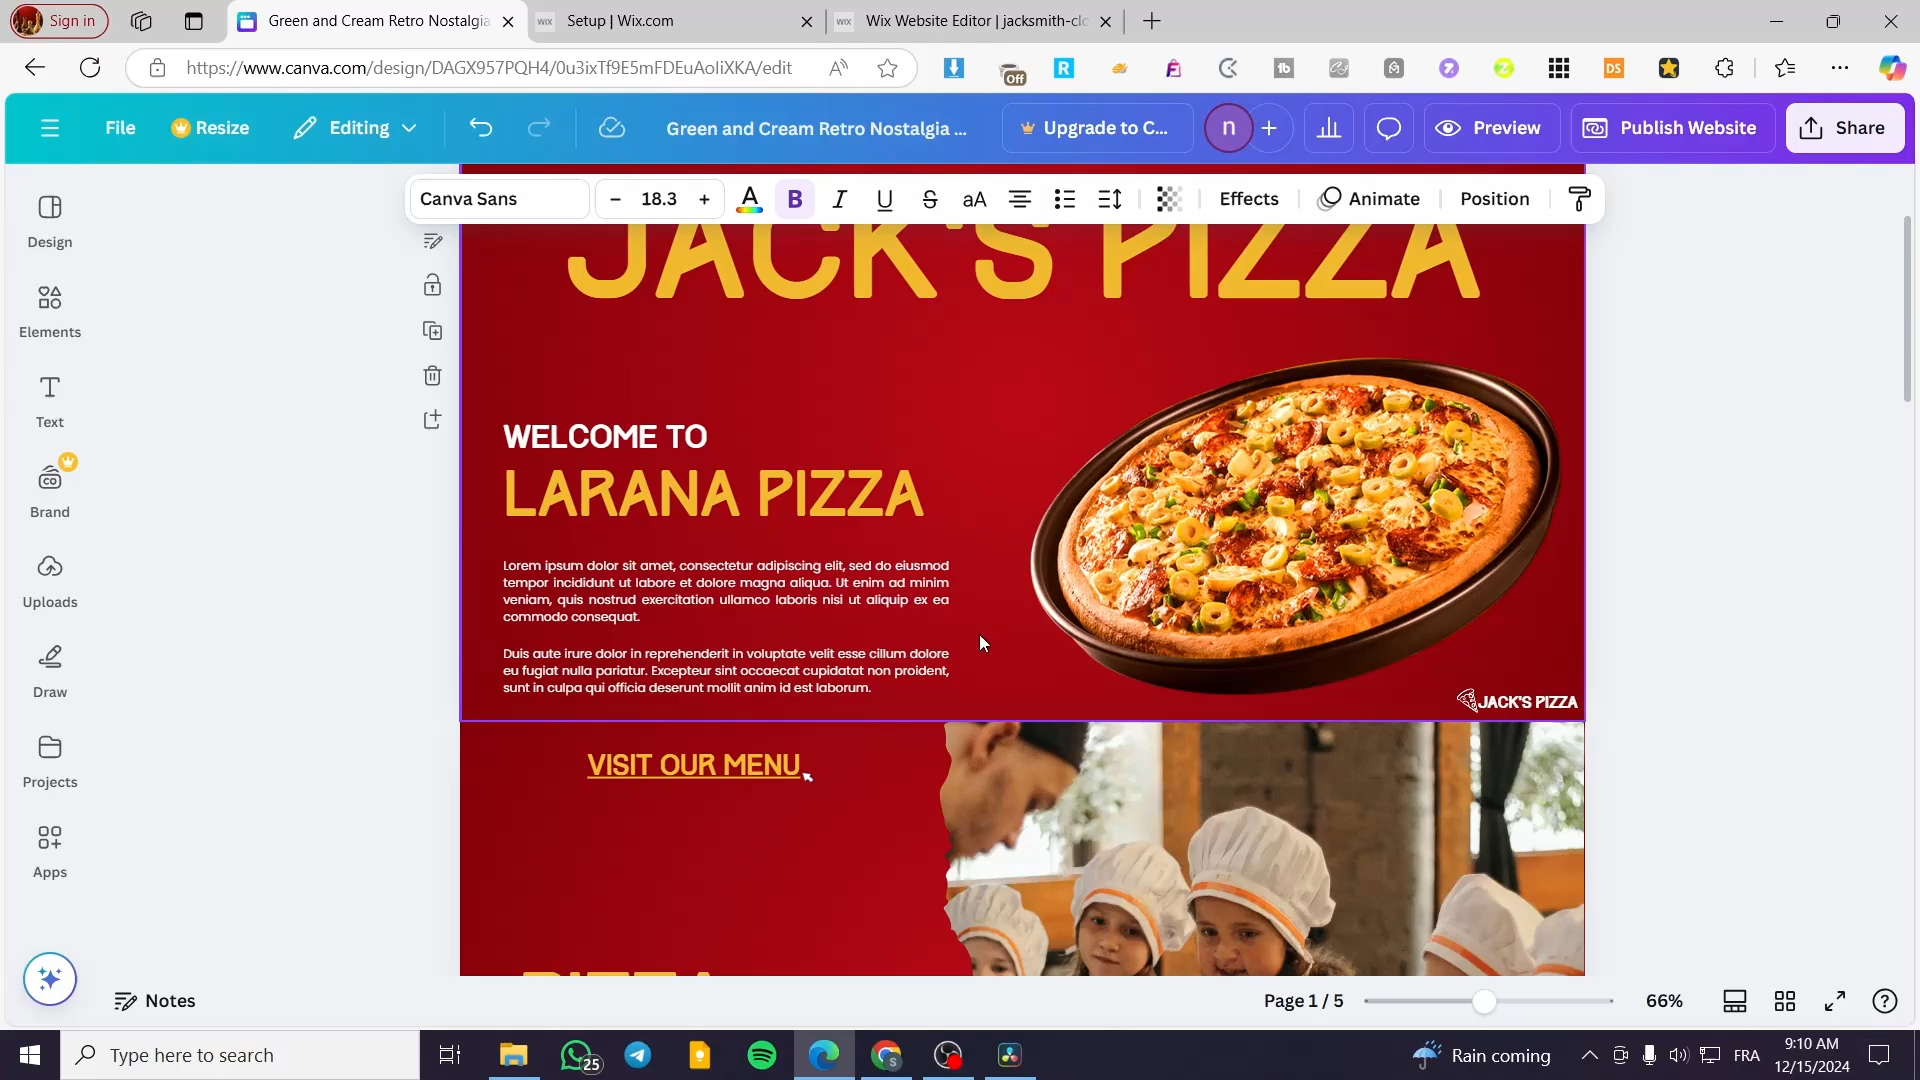 Sign in
Green and Cream Retro Nostalgia
WIX
Setup | Wix.com
WIX
Wix Website Editor | jacksmith-clo
https://www.canva.com/design/DAGX957PQH4/0u3ixTf9E5mFDEuAoliXKA/edit
Off
File
Resize
Editing
Green and Cream Retro Nostalgia ...
Upgrade to C...
n
Preview
Publish Website
Share
Canva Sans
18.3
A
B
I
U
S
aA
Effects
Animate
Position
Design
Elements
Text
Brand
Uploads
Draw
Projects
Apps
JACK'S PIZZA
WELCOME TO
LARANA PIZZA
Lorem ipsum dolor sit amet, consectetur adipiscing elit, sed do eiusmod
tempor incididunt ut labore et dolore magna aliqua. Ut enim ad minim
veniam, quis nostrud exercitation ullamco laboris nisi ut aliquip ex ea
commodo consequat.
Duis aute irure dolor in reprehenderit in voluptate velit esse cillum dolore
eu fugiat nulla pariatur. Excepteur sint occaecat cupidatat non proident,
sunt in culpa qui officia deserunt mollit anim id est laborum.
JACK'S PIZZA
VISIT OUR MENU
Notes
Page 1 / 5
66%
Type here to search
25
Rain coming
FRA
9:10 AM
12/15/2024